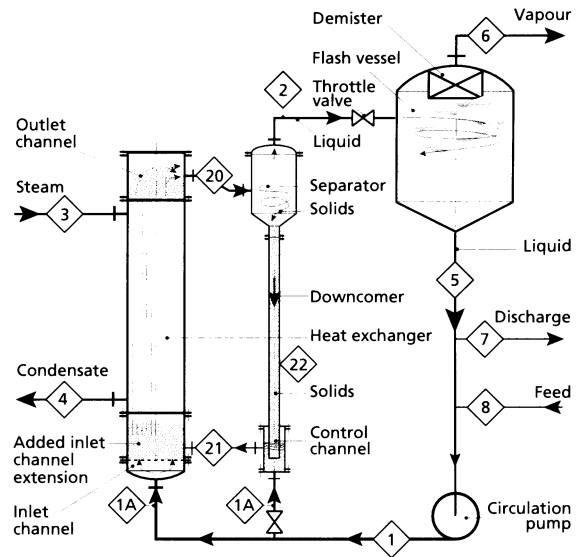 Demister
6
Vapour
Flash vessel
2
Throttle
valve
Outlet
channel
Liquid
20
Separator
Steam
3
Solids
Liquid
5
Downcomer
7
Discharge
Heat exchanger
22
Condensate
4
Solids
8
Feed
Added inlet
channel
extension
21
Control
channel
Inlet
channel
1A
1A
1
Circulation
pump